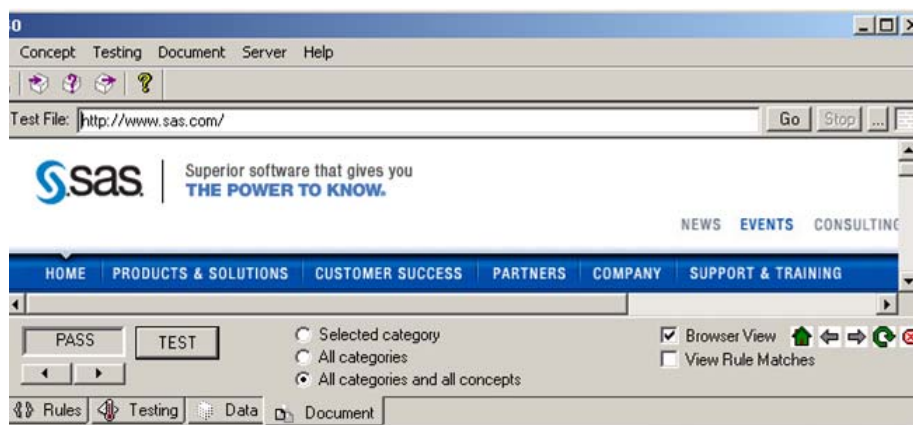 Concept Testing Document Server Help
Test File: http://www.sas.com/ Go Stop ...
sas. Superior software that gives you
THE POWER TO KNOW.
NEWS EVENTS CONSULTING
HOME PRODUCTS & SOLUTIONS CUSTOMER SUCCESS PARTNERS COMPANY SUPPORT & TRAINING
PASS TEST Selected category Browser View
All categories View Rule Matches
All categories and all concepts
Rules Testing Data Document